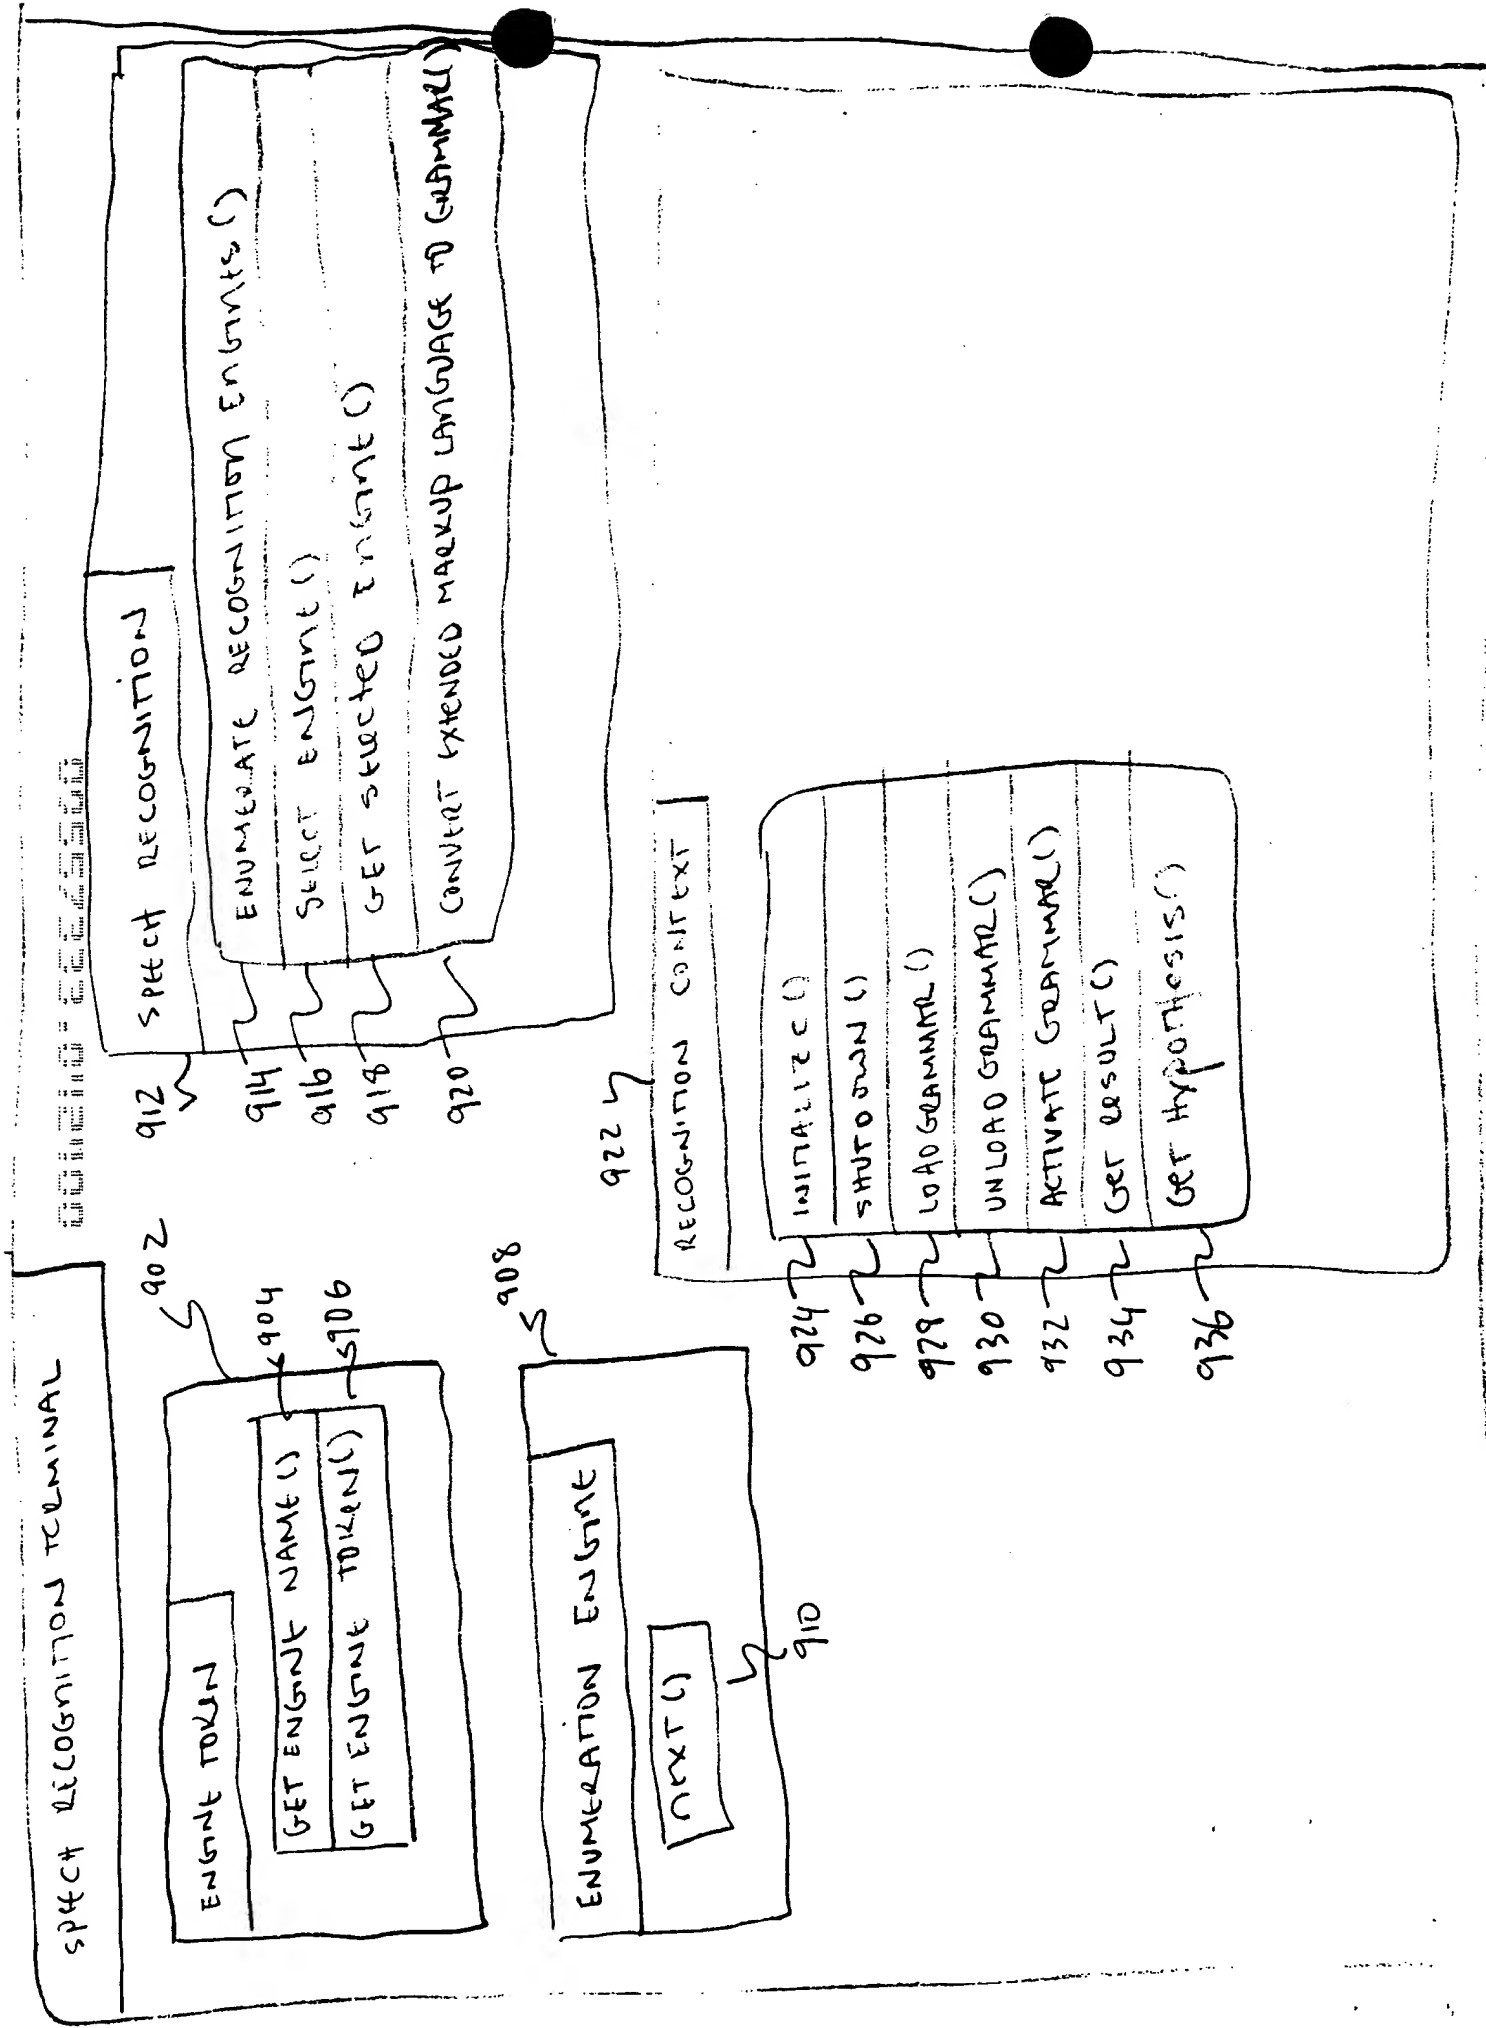 SPEECH RECOGNITION TERMINAL
902
ENGINE TOKEN
GET ENGINE NAME()
904
GET ENGINE TOKEN()
906
908
ENUMERATION ENGINE
NEXT()
910
912
SPEECH RECOGNITION
914
ENUMERATE RECOGNITION ENGINES()
916
SELECT ENGINE()
918
GET SELECTED ENGINE()
920
CONVERT EXTENDED MARKUP LANGUAGE TO GRAMMAR()
922
RECOGNITION CONTEXT
924
INITIALIZE()
926
SHUTDOWN()
928
LOAD GRAMMAR()
930
UNLOAD GRAMMAR()
932
ACTIVATE GRAMMAR()
934
GET RESULT()
936
GET HYPOTHESIS()